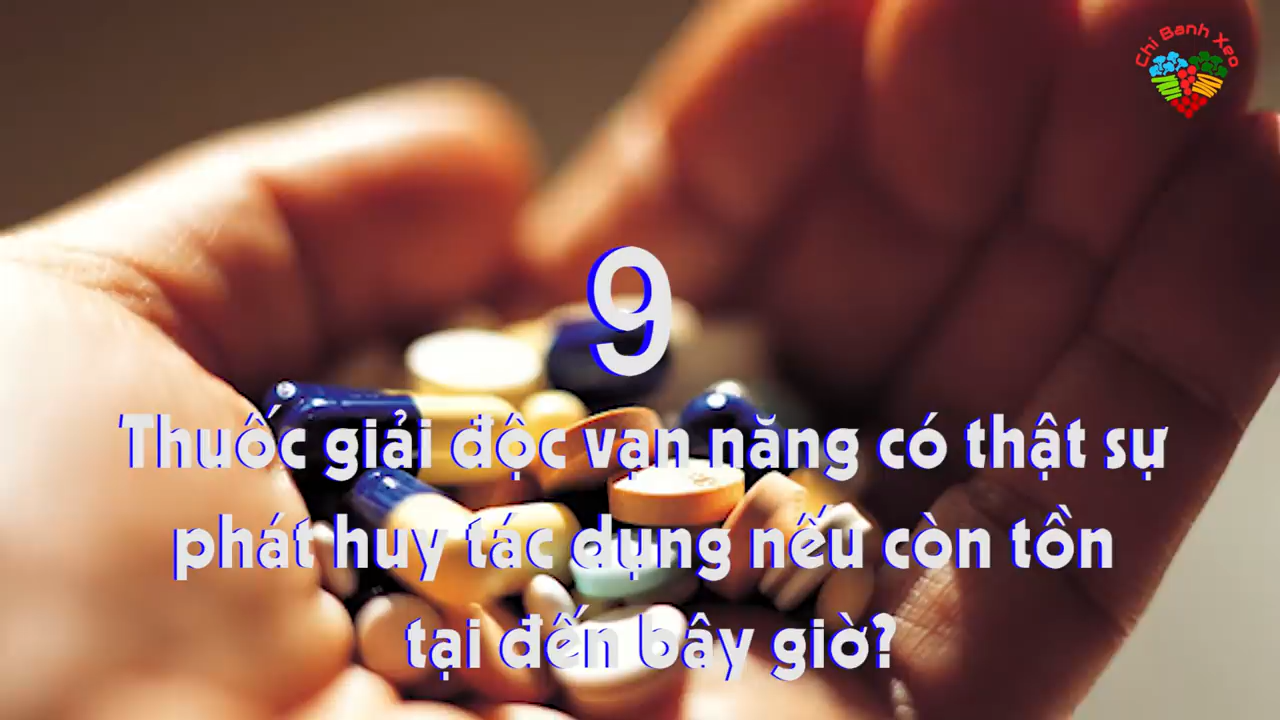 Chi Banh Xeo
9
Thuốc giải độc vạn năng có thật sự
phát huy tác dụng nếu còn tồn
tại đến bây giờ?